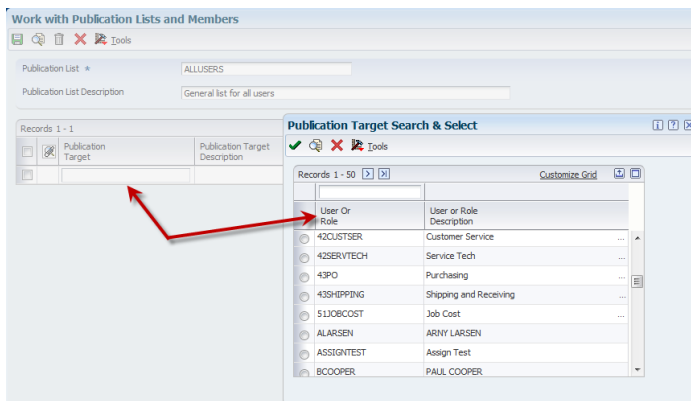 Work with Publication Lists and Members
Tools
Publication List * ALLUSERS
Publication List Description General list for all users
Records 1 - 1
Publication Target
Publication Target Description
Publication Target Search & Select
Tools
Records 1 - 50 Customize Grid
User Or Role
User or Role Description
42CUSTSER Customer Service ...
42SERVTECH Service Tech ...
43PO Purchasing ...
43SHIPPING Shipping and Receiving ...
51JOBCOST Job Cost ...
ALARSEN ARNY LARSEN
ASSIGNTEST Assign Test
BCOOPER PAUL COOPER